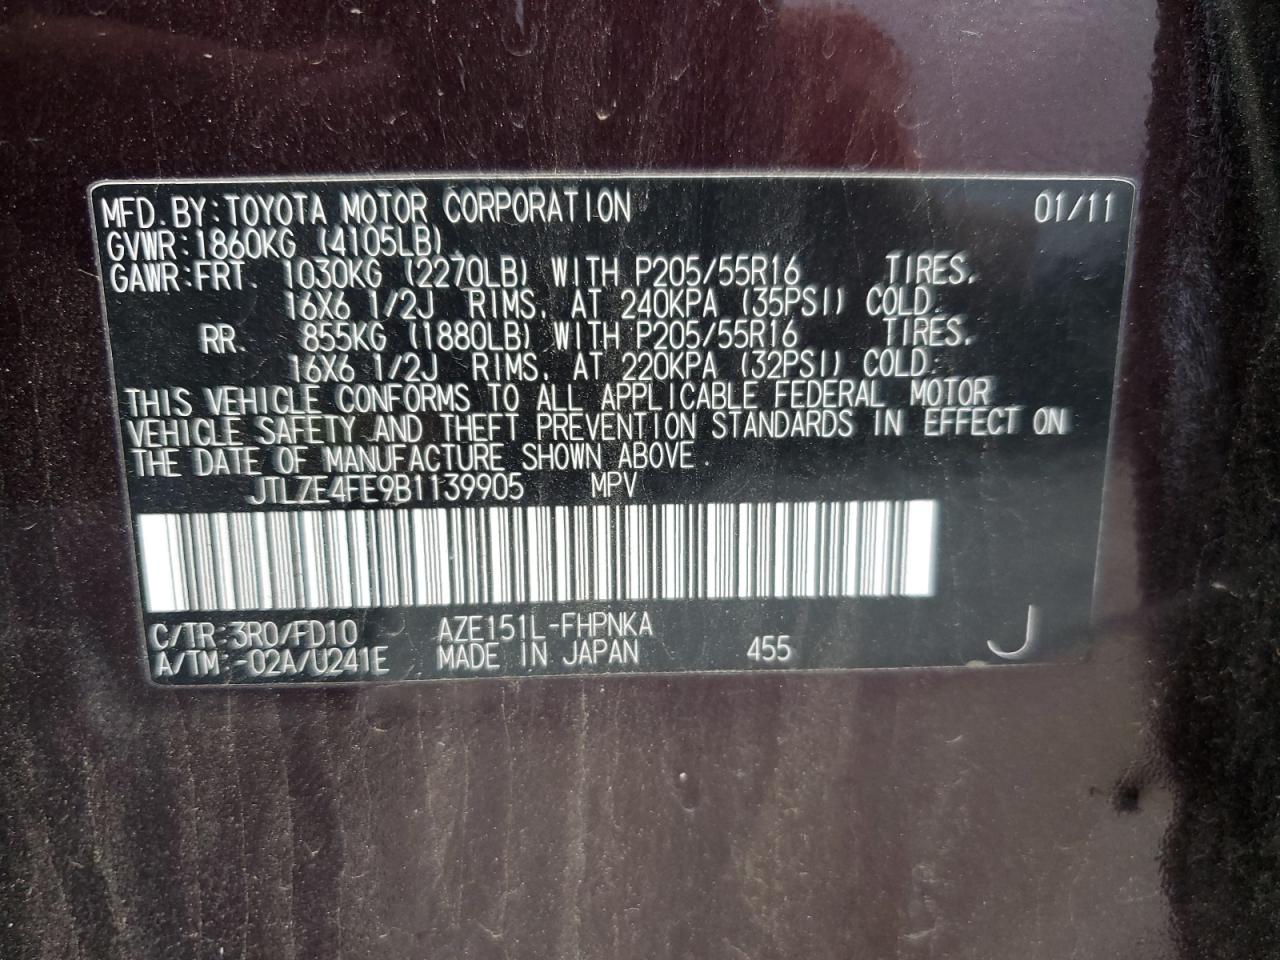 MFD. BY: TOYOTA MOTOR CORPORATION 01/11
GVWR: 1860KG (4105LB)
GAWR: FRT. 1030KG (2270LB) WITH P205/55R16 TIRES,
16X6 1/2J RIMS, AT 240KPA (35PSI) COLD.
RR. 855KG (1880LB) WITH P205/55R16 TIRES,
16X6 1/2J RIMS, AT 220KPA (32PSI) COLD.
THIS VEHICLE CONFORMS TO ALL APPLICABLE FEDERAL MOTOR
VEHICLE SAFETY AND THEFT PREVENTION STANDARDS IN EFFECT ON
THE DATE OF MANUFACTURE SHOWN ABOVE.
JTLZE4FE9B1139905 MPV
C/TR: 3R0/FD10 AZE151L-FHPNKA
A/TM: -02A/U241E MADE IN JAPAN 455 J